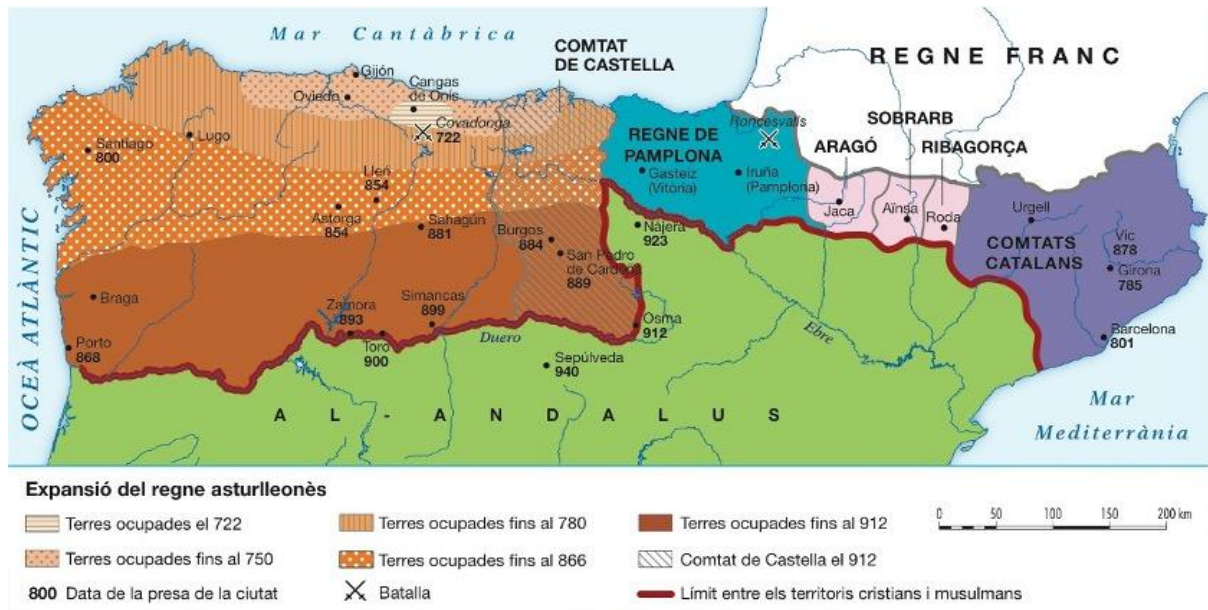 Mar Cantàbrica
REGNE FRANC
COMTAT
DE CASTELLA
Gijón
Oviedo
Cangas
de Onís
Covadonga
722
Lugo
Santiago
800
REGNE DE
PAMPLONA
Roncesvalls
Gasteiz
(Vitòria)
Iruña
(Pamplona)
ARAGÓ
SOBRARB
RIBAGORÇA
Jaca
Aïnsa
Roda
Urgell
COMTATS
CATALANS
Vic
878
Girona
785
Barcelona
801
Lleó
854
Astorga
854
Sahagún
881
Burgos
884
San Pedro
de Cardeña
889
Nájera
923
OCEÀ ATLÀNTIC
Braga
Porto
868
Zamora
893
Toro
900
Simancas
899
Duero
Osma
912
Sepúlveda
940
Ebre
AL-ANDALUS
Mar
Mediterrània
Expansió del regne asturlleonès
Terres ocupades el 722
Terres ocupades fins al 780
Terres ocupades fins al 912
0 50 100 150 200 km
Terres ocupades fins al 750
Terres ocupades fins al 866
Comtat de Castella el 912
800 Data de la presa de la ciutat
Batalla
Límit entre els territoris cristians i musulmans